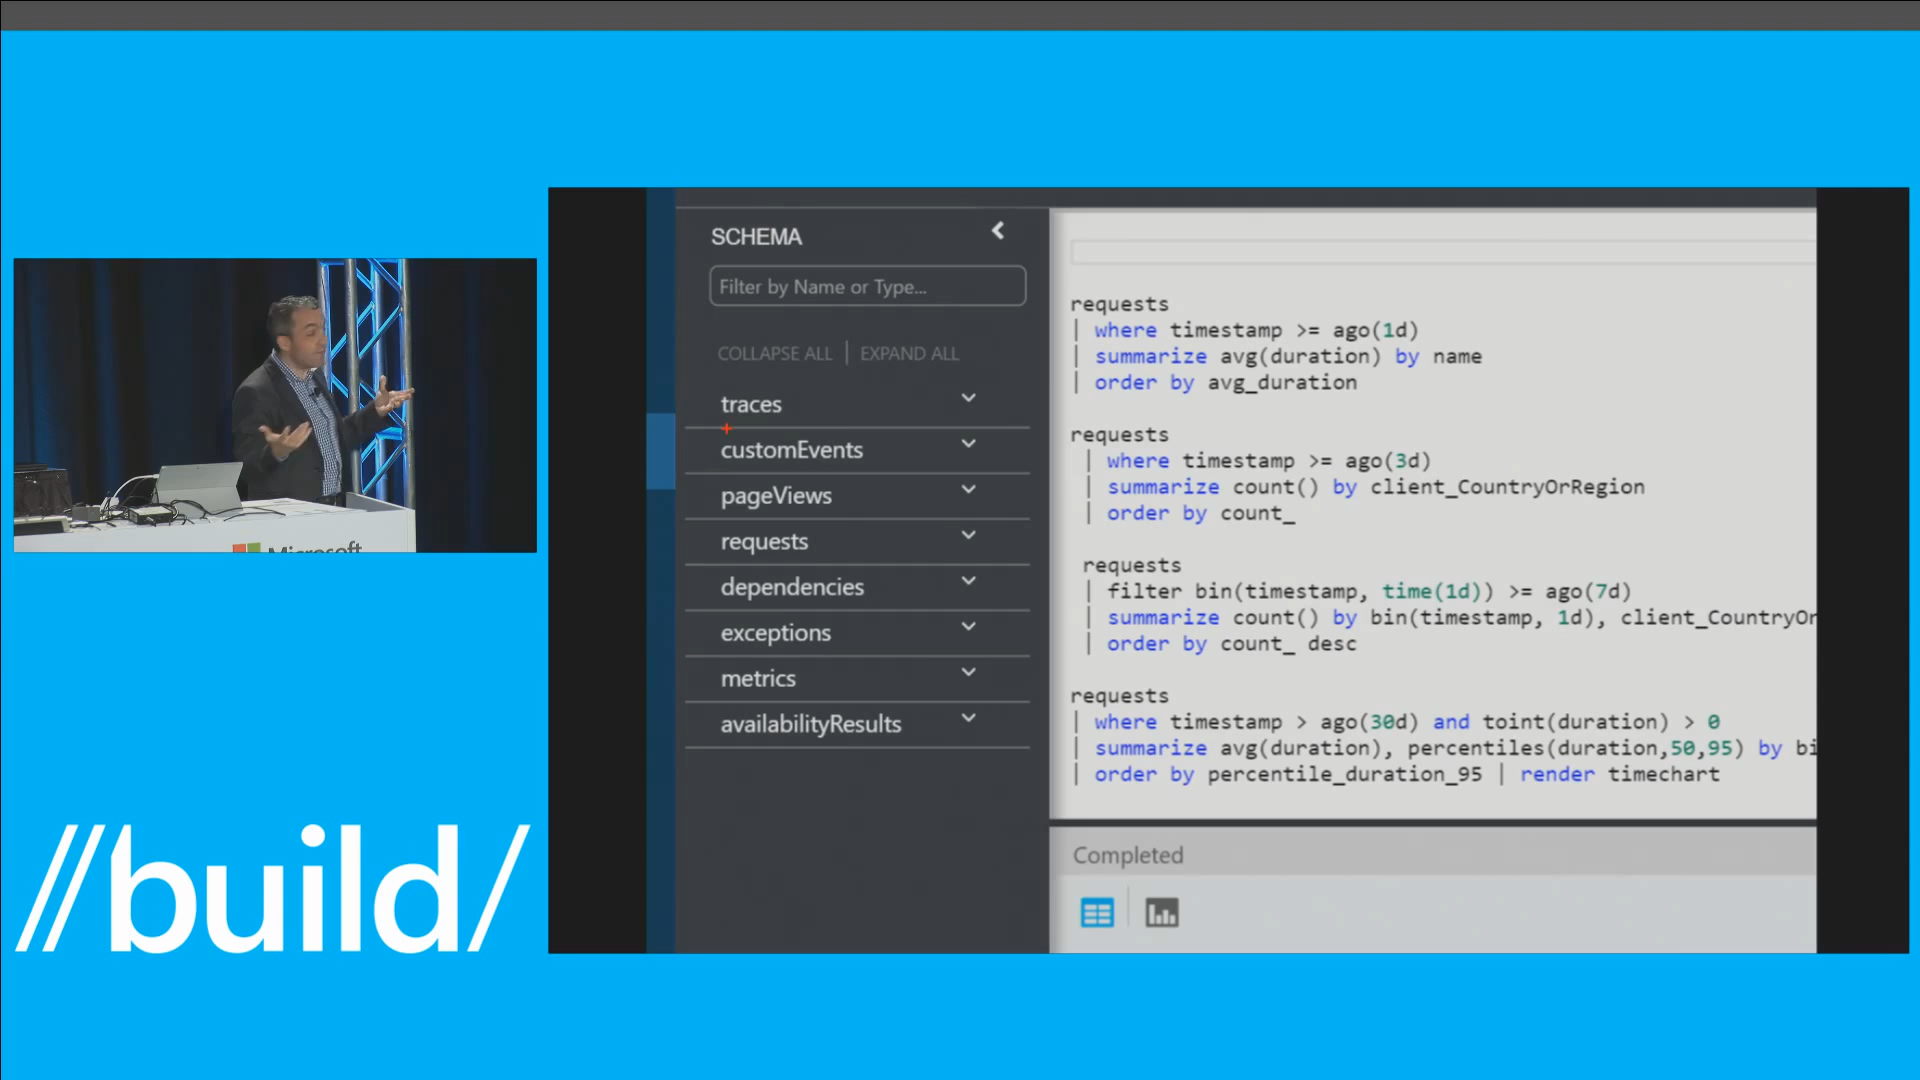 Microsoft
//build/
SCHEMA
Filter by Name or Type...
COLLAPSE ALL | EXPAND ALL
traces
customEvents
pageViews
requests
dependencies
exceptions
metrics
availabilityResults
requests
| where timestamp >= ago(1d)
| summarize avg(duration) by name
| order by avg_duration
requests
| where timestamp >= ago(3d)
| summarize count() by client_CountryOrRegion
| order by count_
requests
| filter bin(timestamp, time(1d)) >= ago(7d)
| summarize count() by bin(timestamp, 1d), client_CountryOr
| order by count_ desc
requests
| where timestamp > ago(30d) and toint(duration) > 0
| summarize avg(duration), percentiles(duration,50,95) by bi
| order by percentile_duration_95 | render timechart
Completed